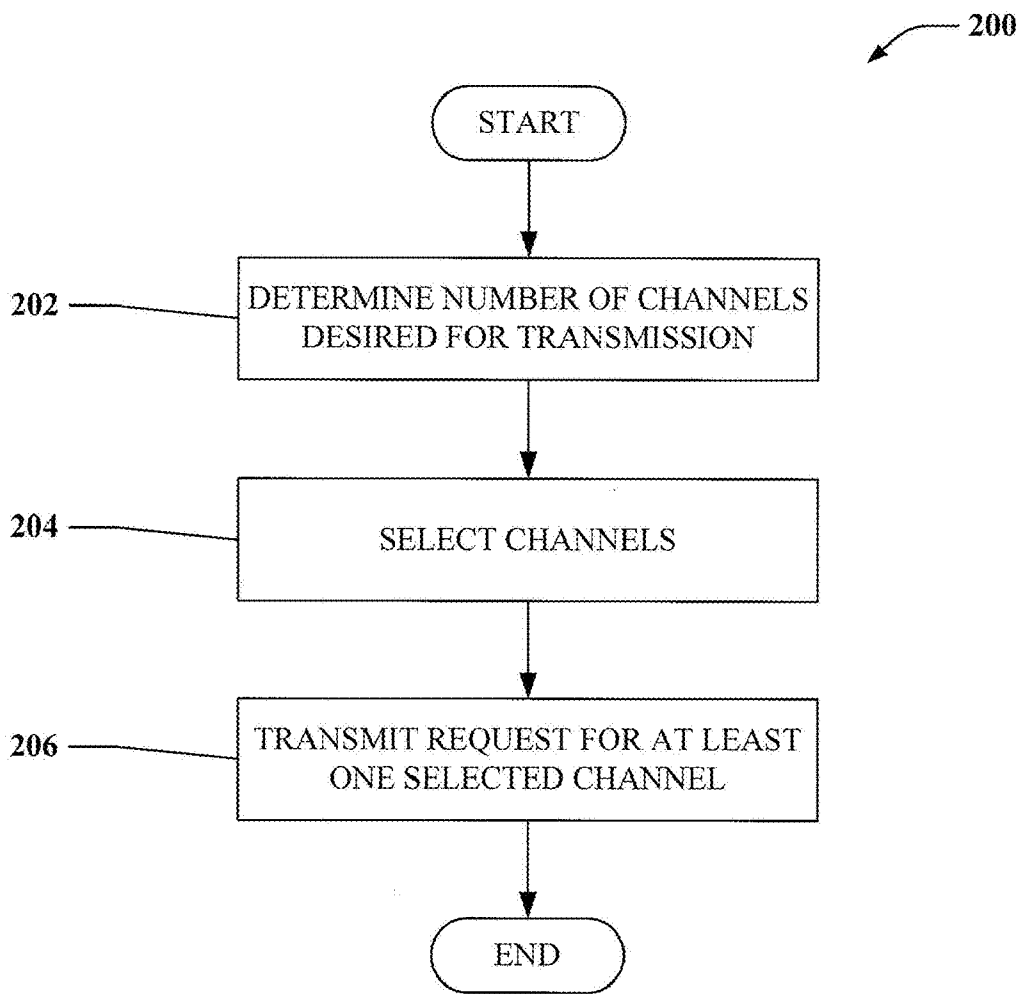 200
START
202
DETERMINE NUMBER OF CHANNELS
DESIRED FOR TRANSMISSION
204
SELECT CHANNELS
206
TRANSMIT REQUEST FOR AT LEAST
ONE SELECTED CHANNEL
END